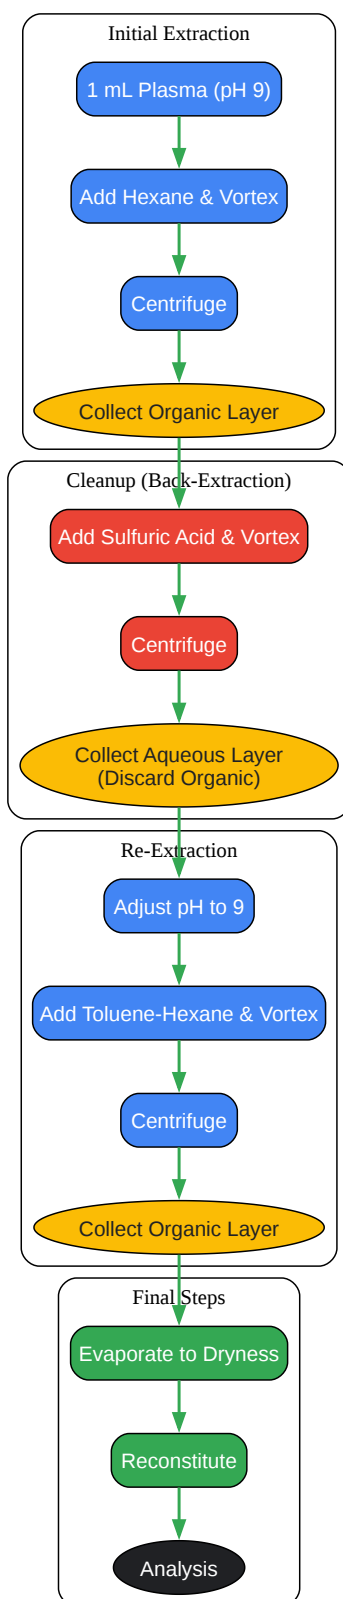 Initial Extraction
1 mL Plasma (pH 9)
Add Hexane & Vortex
Centrifuge
Collect Organic Layer
Cleanup (Back-Extraction)
Add Sulfuric Acid & Vortex
Centrifuge
Collect Aqueous Layer
(Discard Organic)
Re-Extraction
Adjust pH to 9
Add Toluene-Hexane & Vortex
Centrifuge
Collect Organic Layer
Final Steps
Evaporate to Dryness
Reconstitute
Analysis